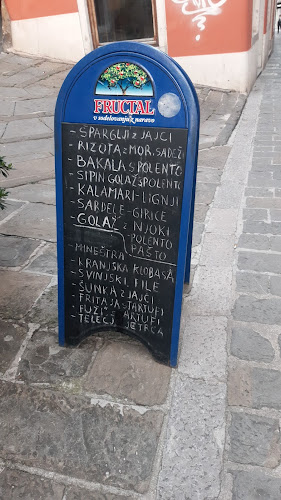 FRUCTAL
v sodelovanju z naravo
- ŠPARGLJI Z JAJCI
- RIZOTA Z MOR. SADEŽI
- BAKALA S POLENTO
- SIPIN GOLAŽ S POLENTO
- KALAMARI - LIGNJI
- SARDELE - GIRICE
- GOLAŽ Z NJOKI
POLENTO
PAŠTO
- MINEŠTRA
- KRANJSKA KLOBASA
- SVINJSKI FILE
- ŠUNKA Z JAJCI
- FRITAJA S TARTUFI
- FUŽI S TARTUFI
- TELEČJA JETRCA